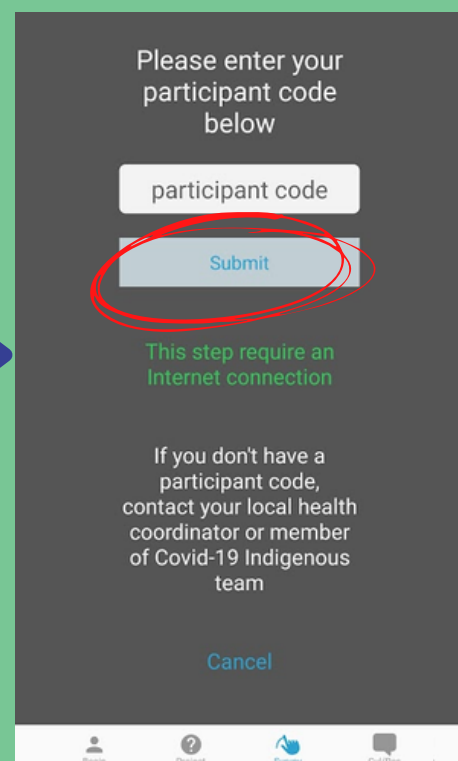 Please enter your
participant code
below
participant code
Submit
This step require an
Internet connection
If you don't have a
participant code,
contact your local health
coordinator or member
of Covid-19 Indigenous
team
Cancel